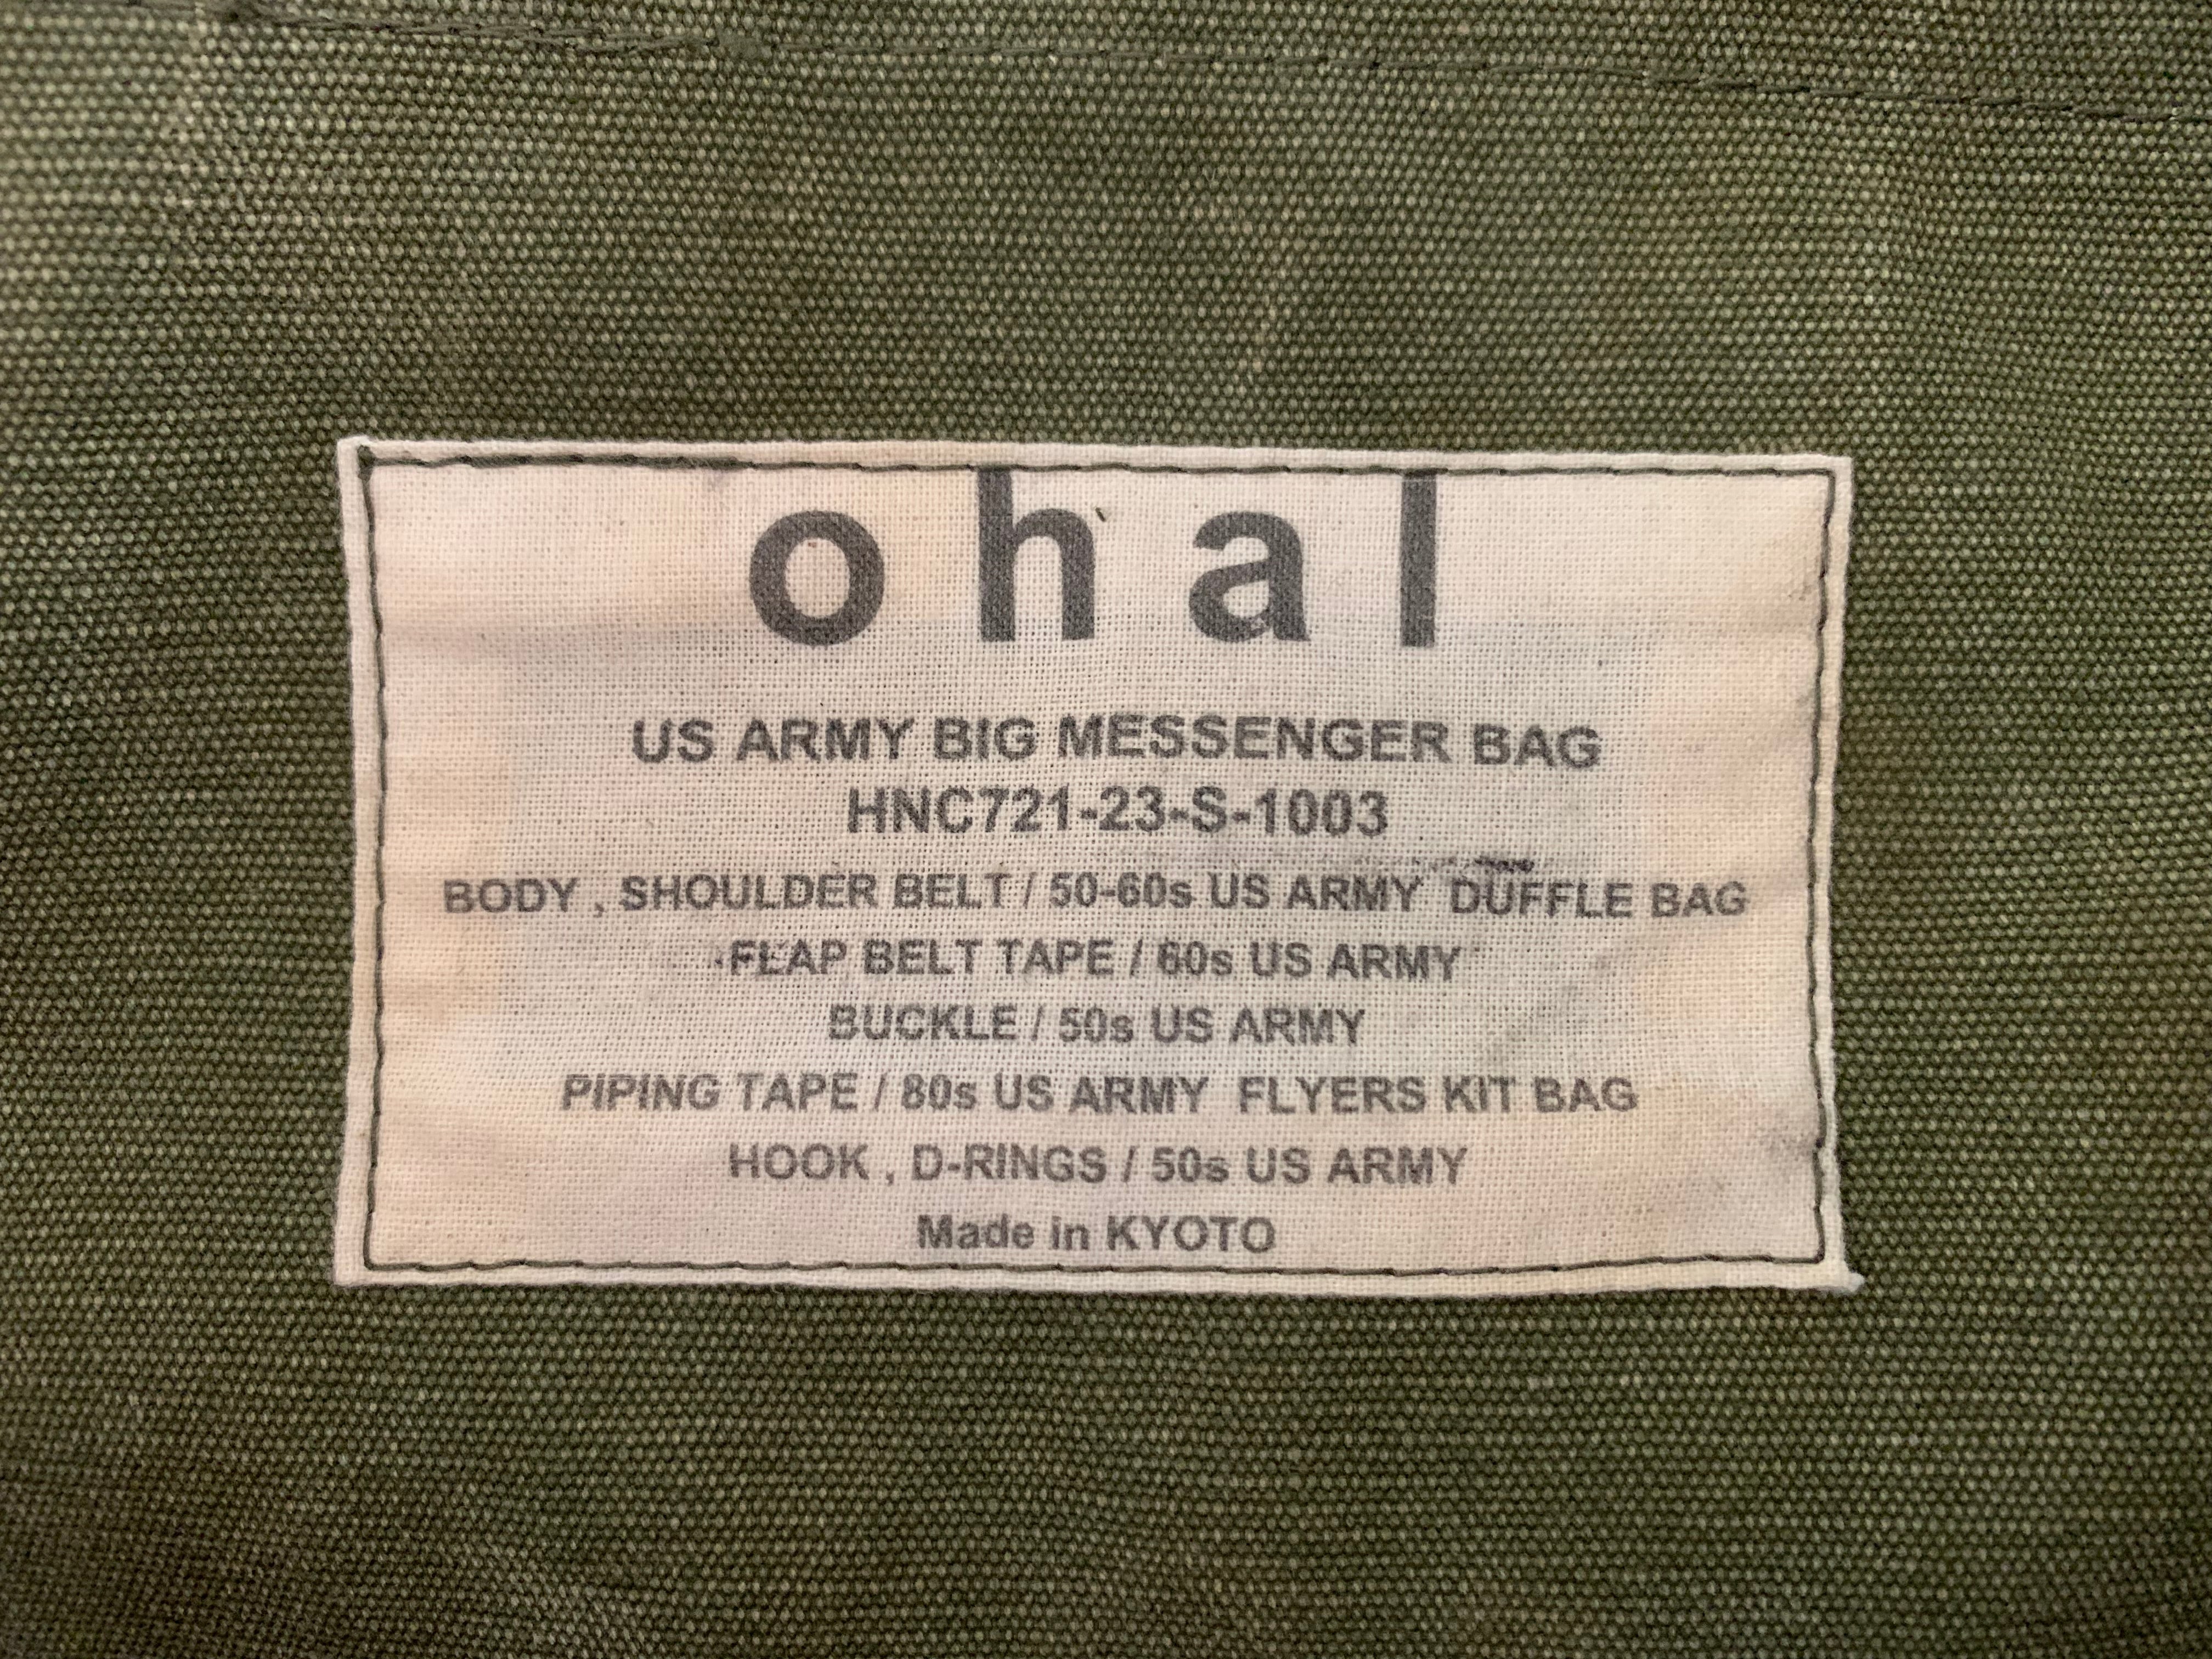 ohal
US ARMY BIG MESSENGER BAG
HNC721-23-S-1003
BODY , SHOULDER BELT / 50-60s US ARMY DUFFLE BAG
FLAP BELT TAPE / 60s US ARMY
BUCKLE / 50s US ARMY
PIPING TAPE / 80s US ARMY FLYERS KIT BAG
HOOK , D-RINGS / 50s US ARMY
Made in KYOTO